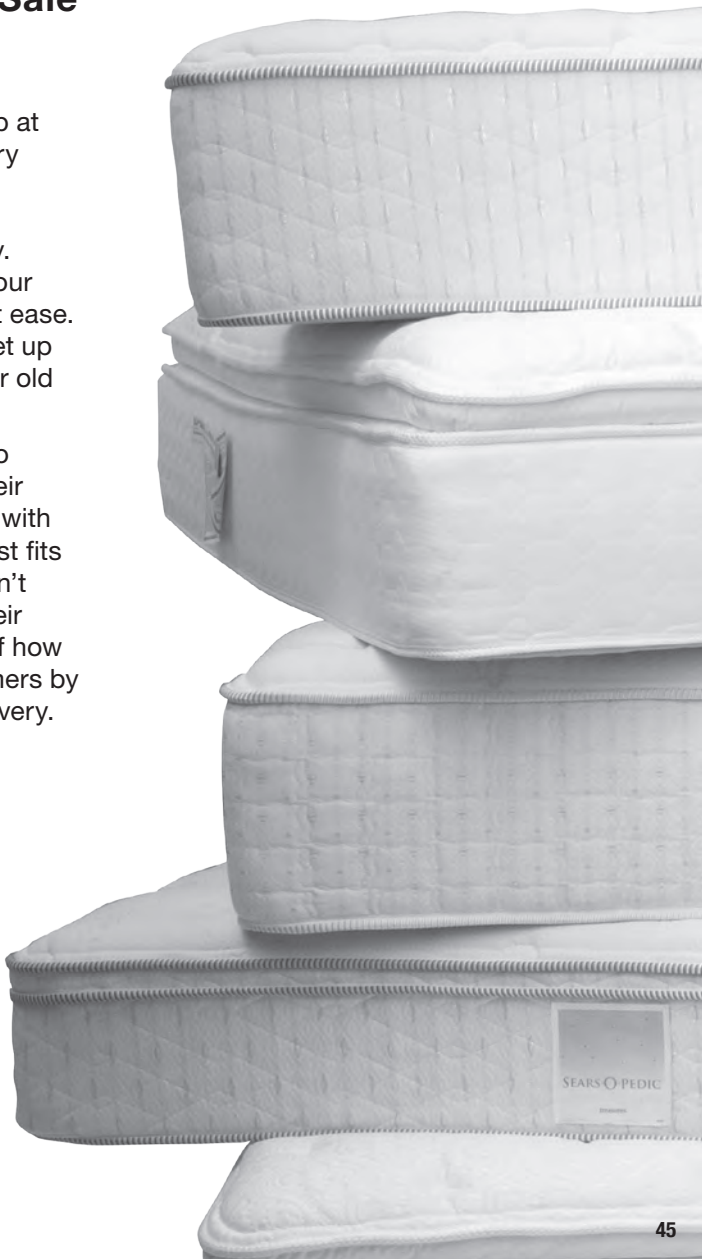 Sale
p at
ry
y.
our
t ease.
et up
r old
o
eir
with
st fits
n't
eir
f how
ners by
very.
SEARS O PEDIC
45